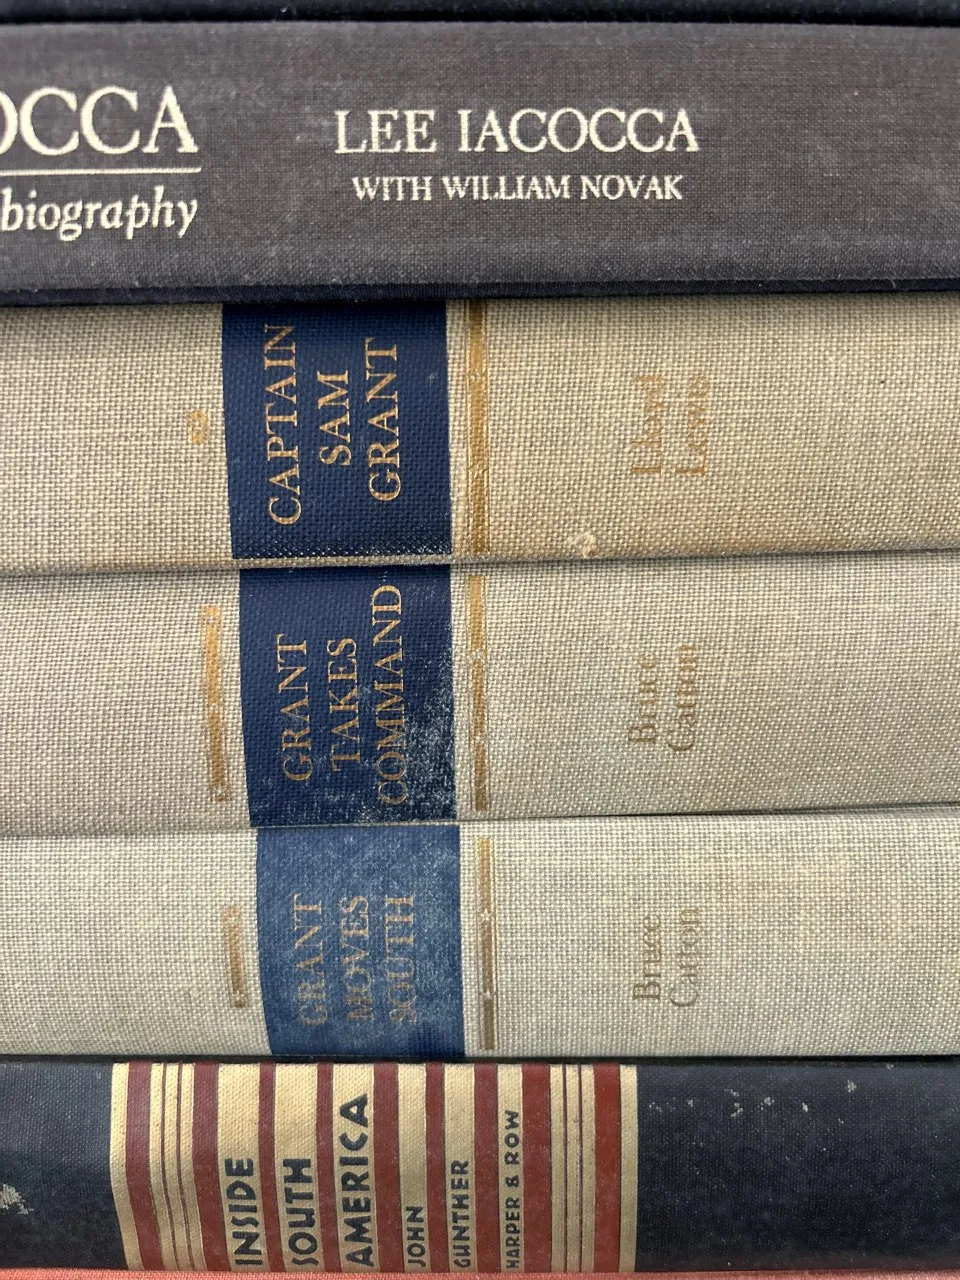 OCCA
biography
LEE IACOCCA
WITH WILLIAM NOVAK
CAPTAIN
SAM
GRANT
Lloyd
Lewis
GRANT
TAKES
COMMAND
Bruce
Catton
GRANT
MOVES
SOUTH
Bruce
Catton
INSIDE
SOUTH
AMERICA
JOHN
GUNTHER
HARPER & ROW